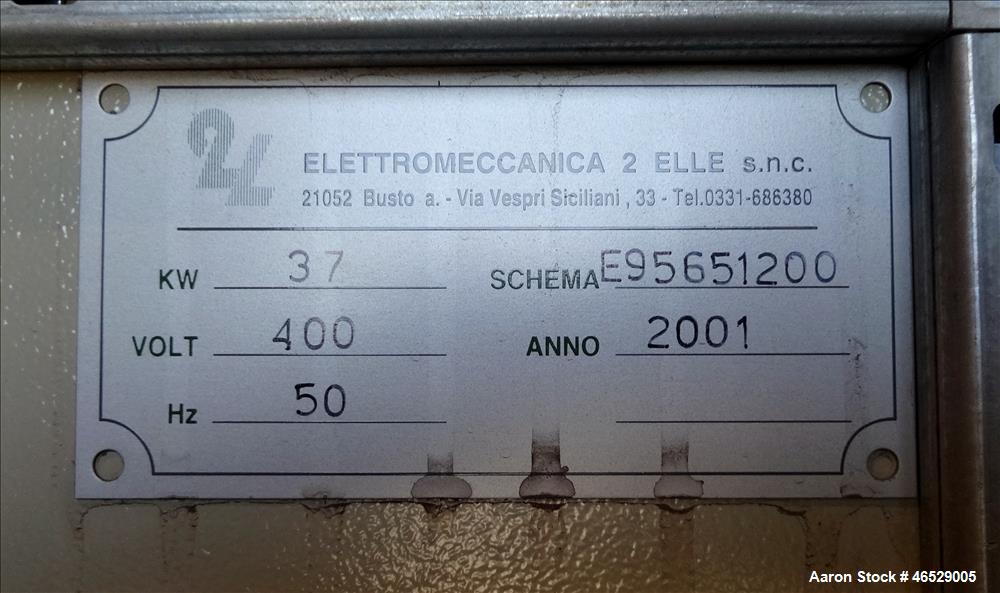 2L
ELETTROMECCANICA 2 ELLE s.n.c.
21052 Busto a. - Via Vespri Siciliani , 33 - Tel.0331-686380
KW 37 SCHEMA E95651200
VOLT 400 ANNO 2001
Hz 50
Aaron Stock # 46529005